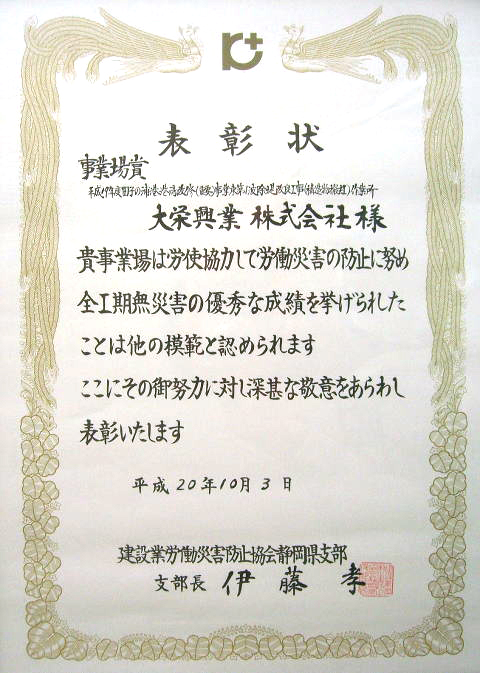 表彰状
事業場賞
大栄興業 株式会社 様
貴事業場は労使協力して労働災害の防止に努め
全工期無災害の優秀な成績を挙げられした
ことは他の模範と認められます
ここにその御努力に対し深甚な敬意をあらわし
表彰いたします
平成20年10月3日
建設業労働災害防止協会静岡県支部
支部長 伊藤 孝